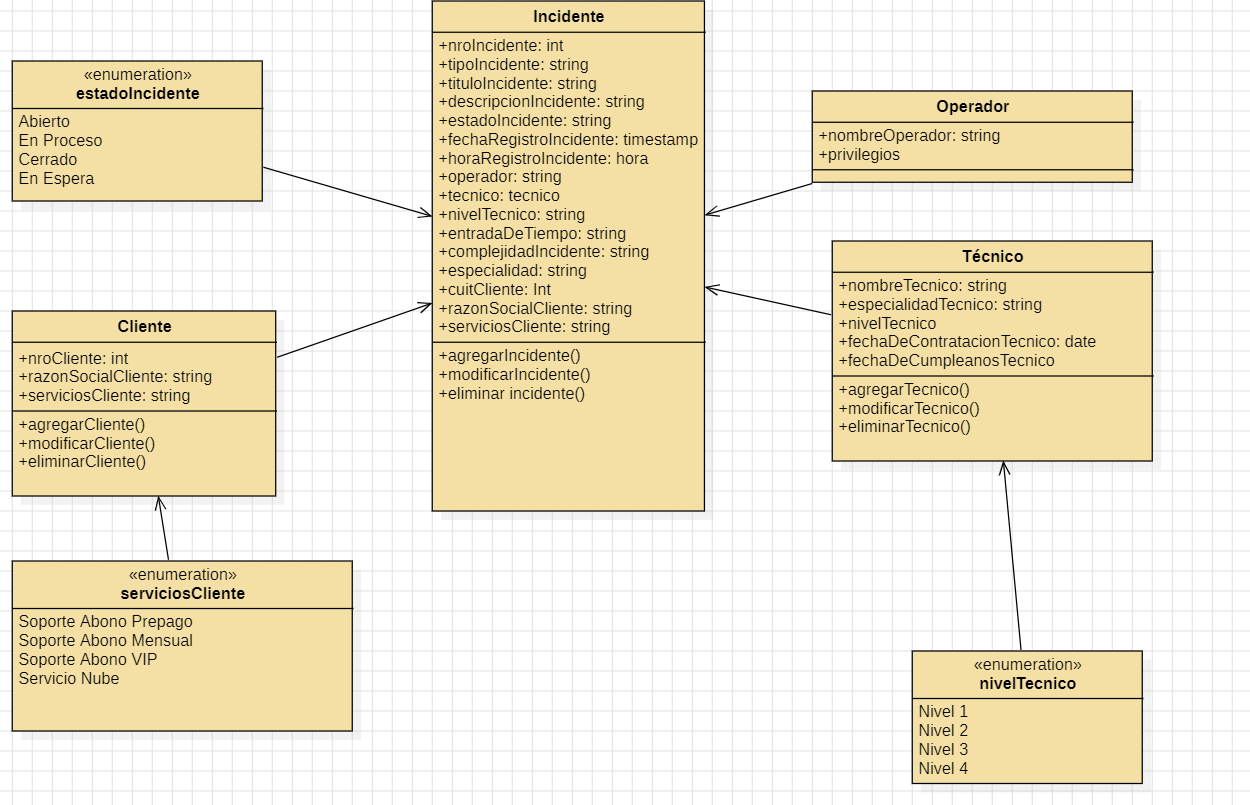 Incidente
+nroIncidente: int
+tipoIncidente: string
+tituloIncidente: string
+descripcionIncidente: string
+estadoIncidente: string
+fechaRegistroIncidente: timestamp
+horaRegistroIncidente: hora
+operador: string
+tecnico: tecnico
+nivelTecnico: string
+entradaDeTiempo: string
+complejidadIncidente: string
+especialidad: string
+cuitCliente: Int
+razonSocialCliente: string
+serviciosCliente: string
+agregarIncidente()
+modificarIncidente()
+eliminar incidente()
«enumeration»
estadoIncidente
Abierto
En Proceso
Cerrado
En Espera
Operador
+nombreOperador: string
+privilegios
Técnico
+nombreTecnico: string
+especialidadTecnico: string
+nivelTecnico
+fechaDeContratacionTecnico: date
+fechaDeCumpleanosTecnico
+agregarTecnico()
+modificarTecnico()
+eliminarTecnico()
Cliente
+nroCliente: int
+razonSocialCliente: string
+serviciosCliente: string
+agregarCliente()
+modificarCliente()
+eliminarCliente()
«enumeration»
serviciosCliente
Soporte Abono Prepago
Soporte Abono Mensual
Soporte Abono VIP
Servicio Nube
«enumeration»
nivelTecnico
Nivel 1
Nivel 2
Nivel 3
Nivel 4